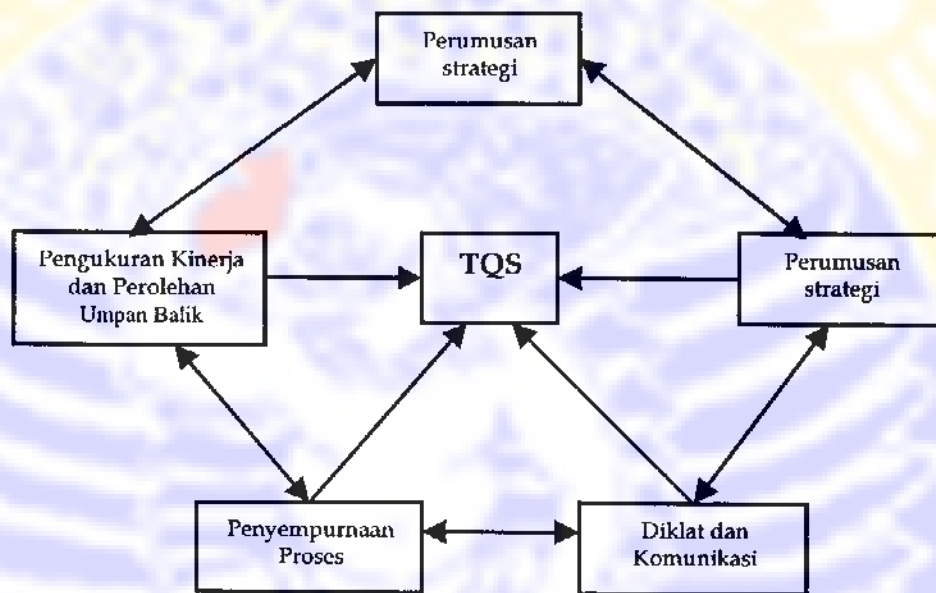 Perumusan
strategi
Pengukuran Kinerja
dan Perolehan
Umpan Balik
TQS
Perumusan
strategi
Penyempurnaan
Proses
Diklat dan
Komunikasi